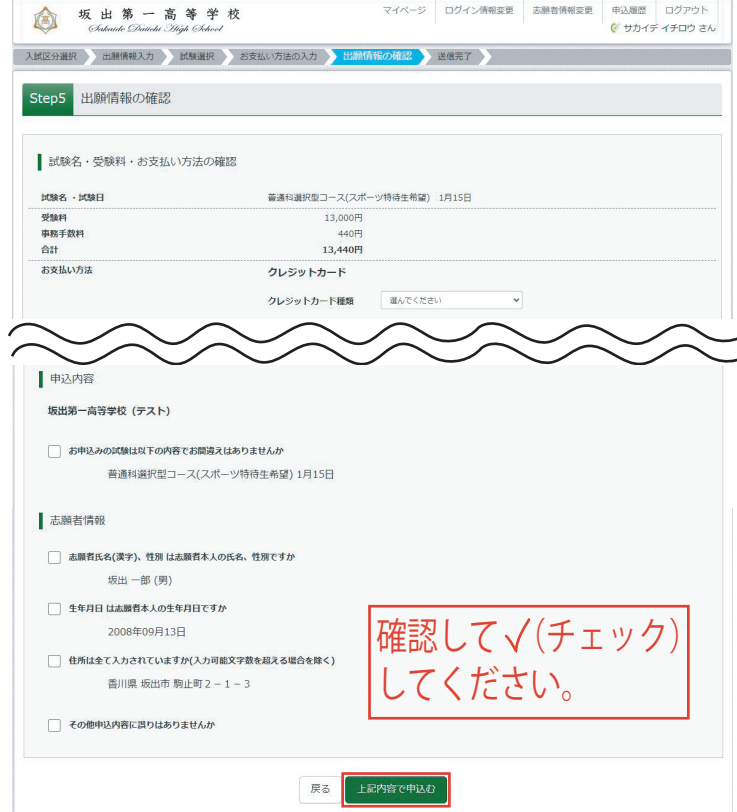 坂出第一高等学校
Sakaide Daiichi High School
マイページ ログイン情報変更 志願者情報変更 申込履歴 ログアウト
サカイデ イチロウ さん
入試区分選択 出願情報入力 試験選択 お支払い方法の入力 出願情報の確認 送信完了
Step5 出願情報の確認
試験名・受験料・お支払い方法の確認
試験名 ・試験日 普通科選択型コース(スポーツ特待生希望) 1月15日
受験料 13,000円
事務手数料 440円
合計 13,440円
お支払い方法 クレジットカード
クレジットカード種類 選んでください
申込内容
坂出第一高等学校（テスト）
お申込みの試験は以下の内容でお間違えはありませんか
普通科選択型コース(スポーツ特待生希望) 1月15日
志願者情報
志願者氏名(漢字)、性別 は志願者本人の氏名、性別ですか
坂出 一郎 (男)
生年月日 は志願者本人の生年月日ですか
2008年09月13日
住所は全て入力されていますか(入力可能文字数を超える場合を除く)
香川県 坂出市 駒止町２－１－３
その他申込内容に誤りはありませんか
確認して✓(チェック)
してください。
戻る 上記内容で申込む